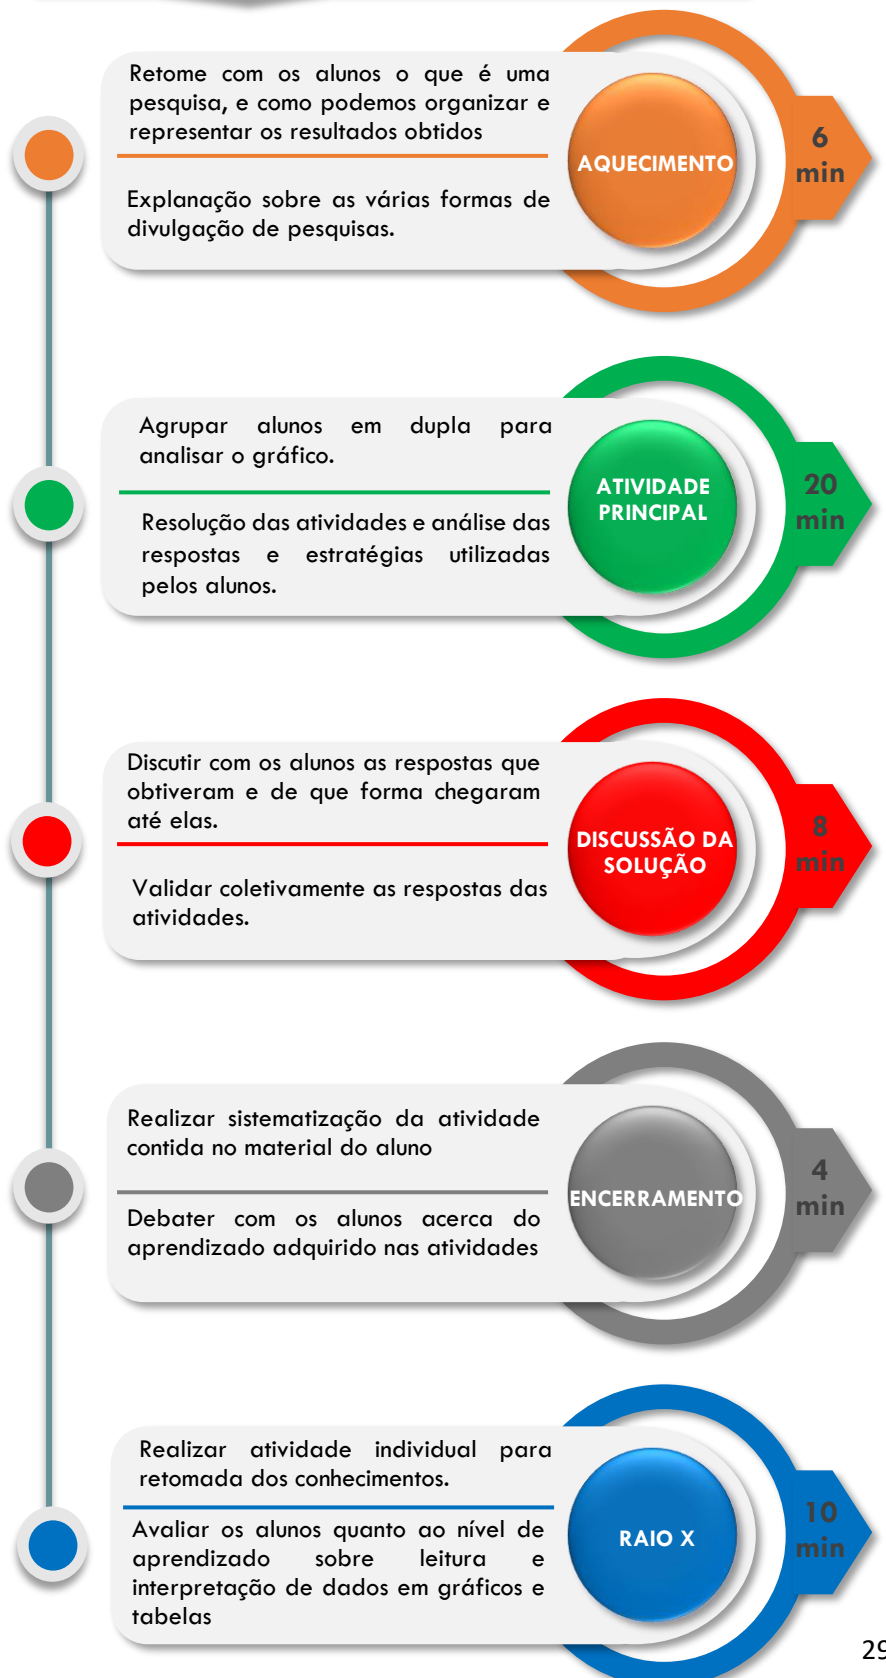 Retome com os alunos o que é uma
pesquisa, e como podemos organizar e
representar os resultados obtidos
Explanação sobre as várias formas de
divulgação de pesquisas.
AQUECIMENTO
6
min
Agrupar alunos em dupla para
analisar o gráfico.
Resolução das atividades e análise das
respostas e estratégias utilizadas
pelos alunos.
ATIVIDADE
PRINCIPAL
20
min
Discutir com os alunos as respostas que
obtiveram e de que forma chegaram
até elas.
Validar coletivamente as respostas das
atividades.
DISCUSSÃO DA
SOLUÇÃO
8
min
Realizar sistematização da atividade
contida no material do aluno
Debater com os alunos acerca do
aprendizado adquirido nas atividades
ENCERRAMENTO
4
min
Realizar atividade individual para
retomada dos conhecimentos.
Avaliar os alunos quanto ao nível de
aprendizado sobre leitura e
interpretação de dados em gráficos e
tabelas
RAIO X
10
min
29